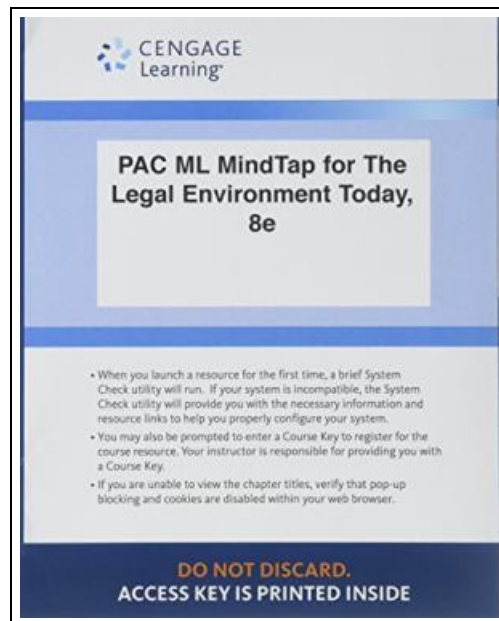 CENGAGE
Learning™
PAC ML MindTap for The
Legal Environment Today,
8e
• When you launch a resource for the first time, a brief System
Check utility will run. If your system is incompatible, the System
Check utility will provide you with the necessary information and
resource links to help you properly configure your system.
• You may also be prompted to enter a Course Key to register for the
course resource. Your instructor is responsible for providing you with
a Course Key.
• If you are unable to view the chapter titles, verify that pop-up
blocking and cookies are disabled within your web browser.
DO NOT DISCARD.
ACCESS KEY IS PRINTED INSIDE